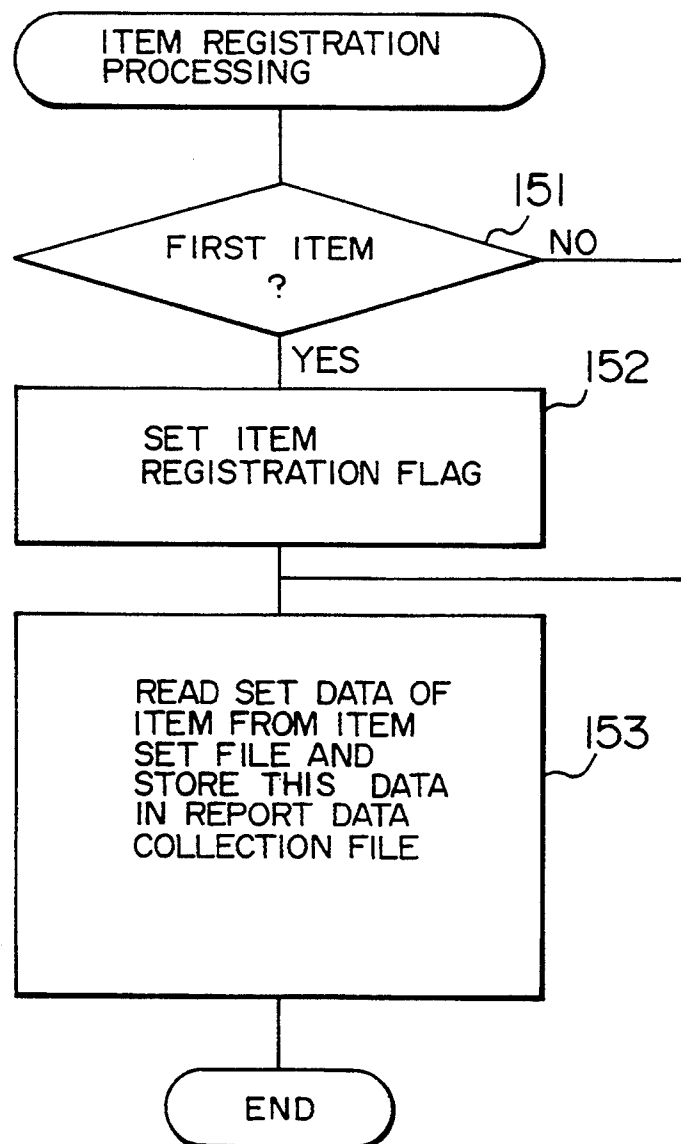 ITEM REGISTRATION
PROCESSING
151
FIRST ITEM
?
NO
YES
152
SET ITEM
REGISTRATION FLAG
READ SET DATA OF
ITEM FROM ITEM
SET FILE AND
STORE THIS DATA
IN REPORT DATA
COLLECTION FILE
153
END